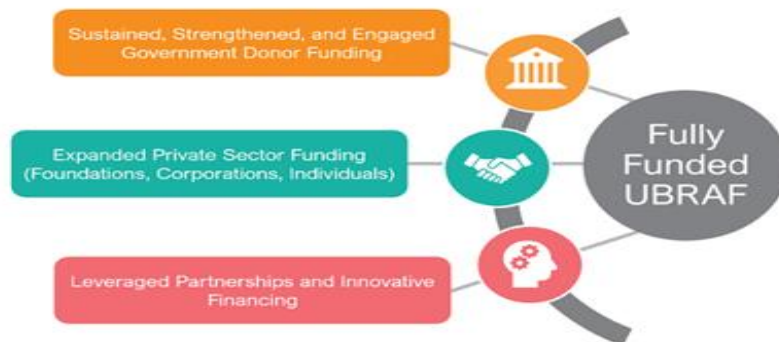 Sustained, Strengthened, and Engaged
Government Donor Funding
Expanded Private Sector Funding
(Foundations, Corporations, Individuals)
Leveraged Partnerships and Innovative
Financing
Fully
Funded
UBRAF